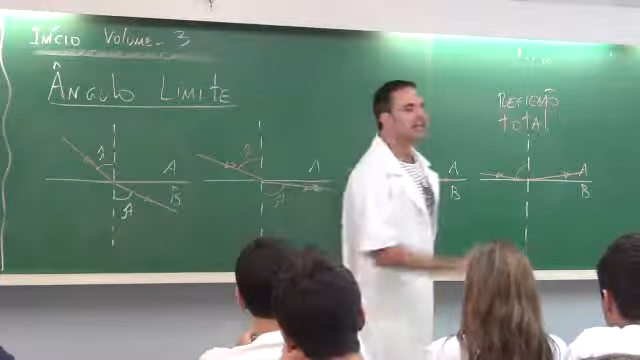 INÍCIO VOLUME - 3
ÂNGULO LIMITE
REFLEXÃO
TOTAL
A
B
A
A
B
A
B